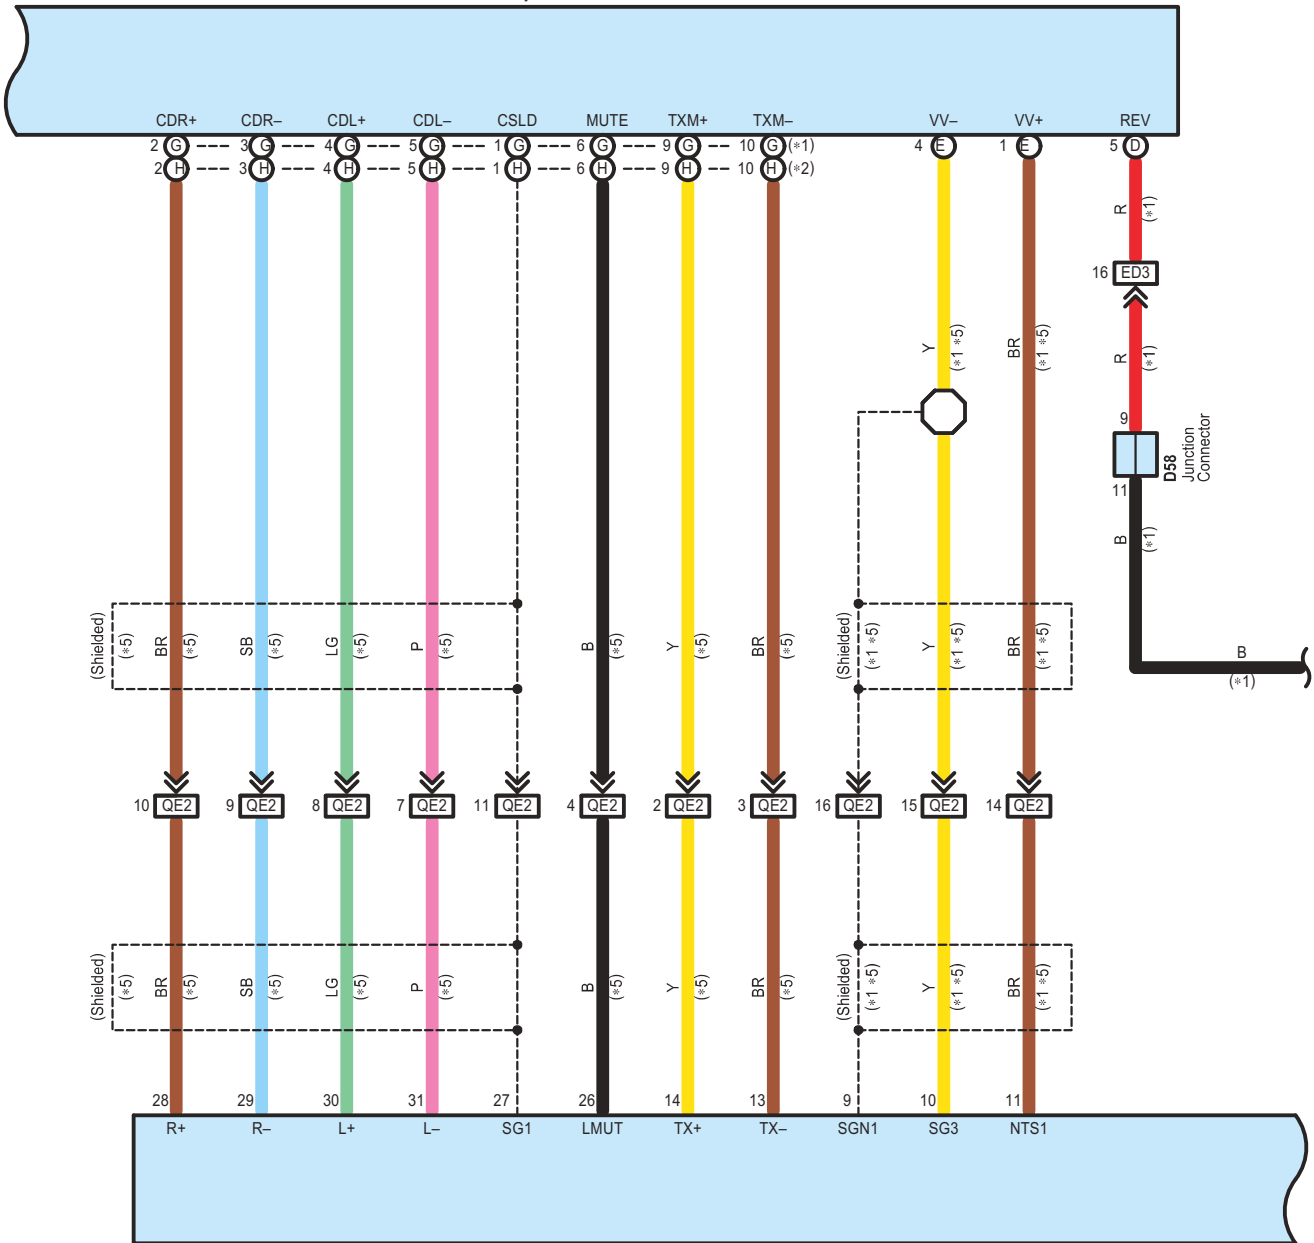 CDR+ CDR– CDL+ CDL– CSLD MUTE TXM+ TXM– VV– VV+ REV
2 G 3 G 4 G 5 G 1 G 6 G 9 G 10 G (*1) 4 E 1 E 5 D
2 H 3 H 4 H 5 H 1 H 6 H 9 H 10 H (*2)
R (*1)
16 ED3
Y (*1 *5) BR (*1 *5) R (*1)
9
D58 Junction Connector
11
B (*1)
(Shielded) (*5) BR (*5) SB (*5) LG (*5) P (*5) B (*5) Y (*5) BR (*5) (Shielded) (*1 *5) Y (*1 *5) BR (*1 *5)
B
(*1)
10 QE2 9 QE2 8 QE2 7 QE2 11 QE2 4 QE2 2 QE2 3 QE2 16 QE2 15 QE2 14 QE2
(Shielded) (*5) BR (*5) SB (*5) LG (*5) P (*5) B (*5) Y (*5) BR (*5) (Shielded) (*1 *5) Y (*1 *5) BR (*1 *5)
28 29 30 31 27 26 14 13 9 10 11
R+ R– L+ L– SG1 LMUT TX+ TX– SGN1 SG3 NTS1